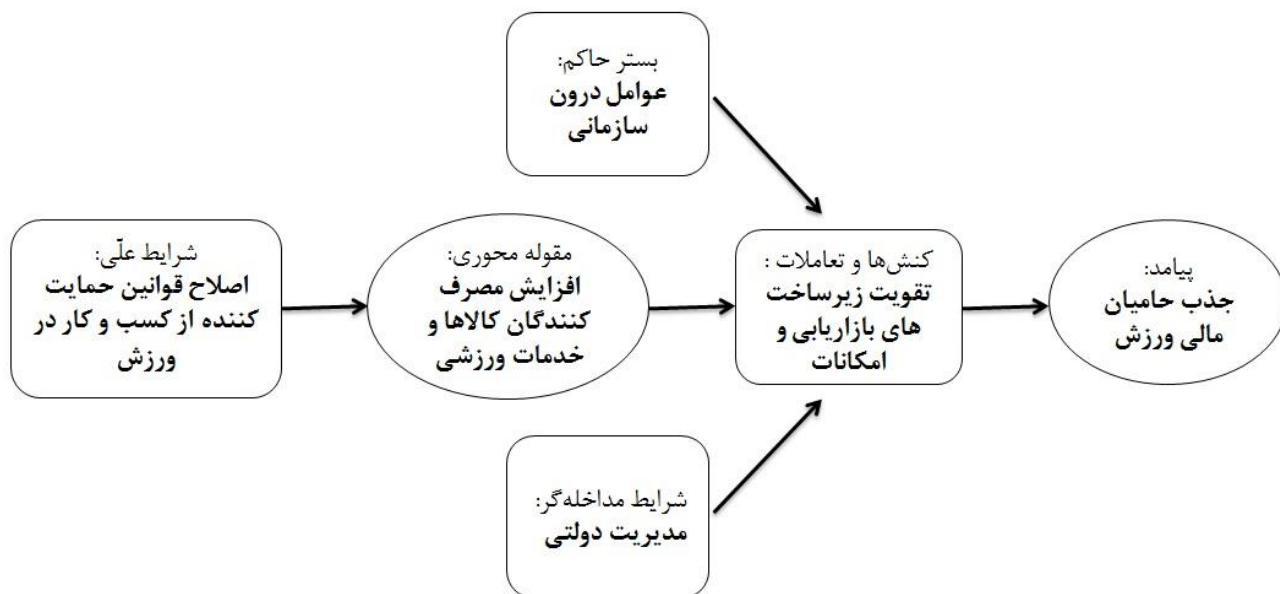 بستر حاکم:
عوامل درون
سازمانی
شرایط علّی:
اصلاح قوانین حمایت
کننده از کسب و کار در
ورزش
مقوله محوری:
افزایش مصرف
کنندگان کالاها و
خدمات ورزشی
کنش‌ها و تعاملات :
تقویت زیرساخت
های بازاریابی و
امکانات
پیامد:
جذب حامیان
مالی ورزش
شرایط مداخله‌گر:
مدیریت دولتی